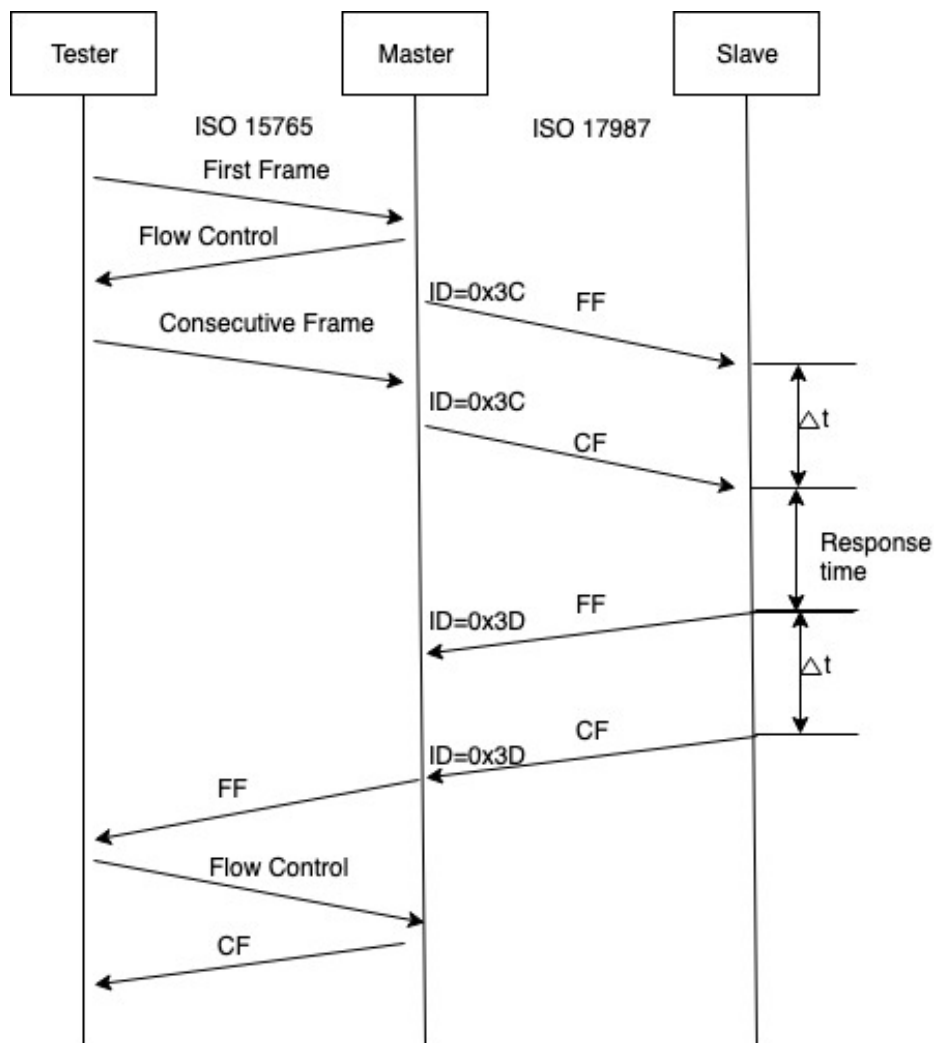 Tester
Master
Slave
ISO 15765
ISO 17987
First Frame
Flow Control
ID=0x3C
FF
Consecutive Frame
ID=0x3C
CF
△t
Response
time
FF
ID=0x3D
△t
CF
ID=0x3D
FF
Flow Control
CF